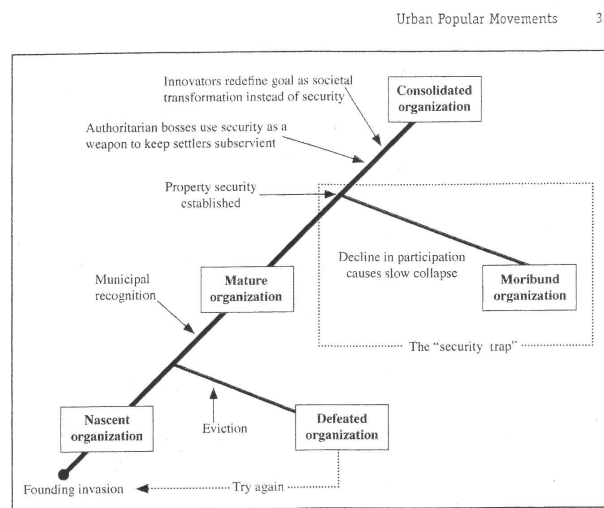 Urban Popular Movements 3
Innovators redefine goal as societal
transformation instead of security
Consolidated
organization
Authoritarian bosses use security as a
weapon to keep settlers subservient
Property security
established
Decline in participation
causes slow collapse
Moribund
organization
Municipal
recognition
Mature
organization
The "security trap"
Nascent
organization
Eviction
Defeated
organization
Founding invasion
Try again